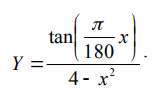 Y = tan(π/180 x) / (4 - x²).